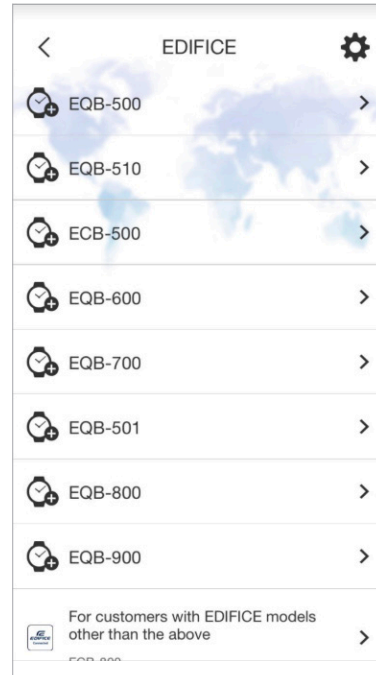 EDIFICE
EQB-500
EQB-510
ECB-500
EQB-600
EQB-700
EQB-501
EQB-800
EQB-900
For customers with EDIFICE models
other than the above
EDIFICE